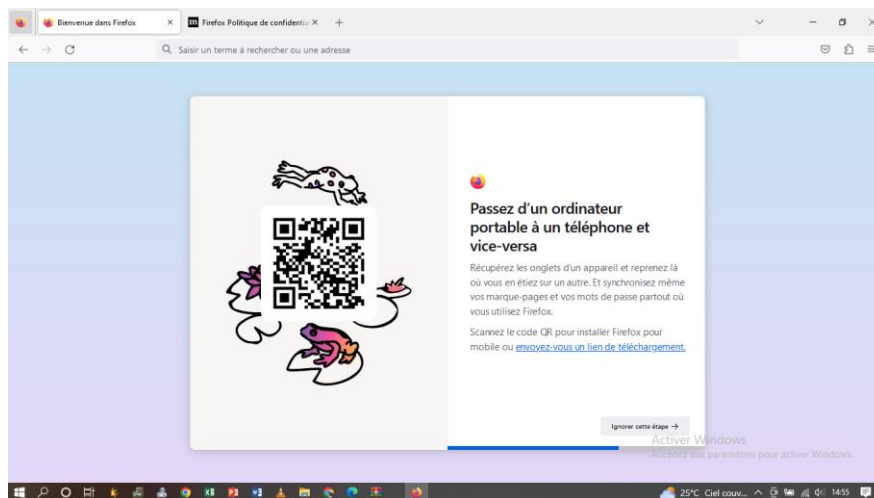 Bienvenue dans Firefox
Firefox Politique de confidential
Saisir un terme à rechercher ou une adresse
Passez d'un ordinateur
portable à un téléphone et
vice-versa
Récupérez les onglets d'un appareil et reprenez là
où vous en étiez sur un autre. Et synchronisez même
vos marque-pages et vos mots de passe partout où
vous utilisez Firefox.
Scannez le code QR pour installer Firefox pour
mobile ou envoyez-vous un lien de téléchargement.
Ignorer cette étape →
Activer Windows
Accédez aux paramètres pour activer Windows.
25°C Ciel couv... 14:55